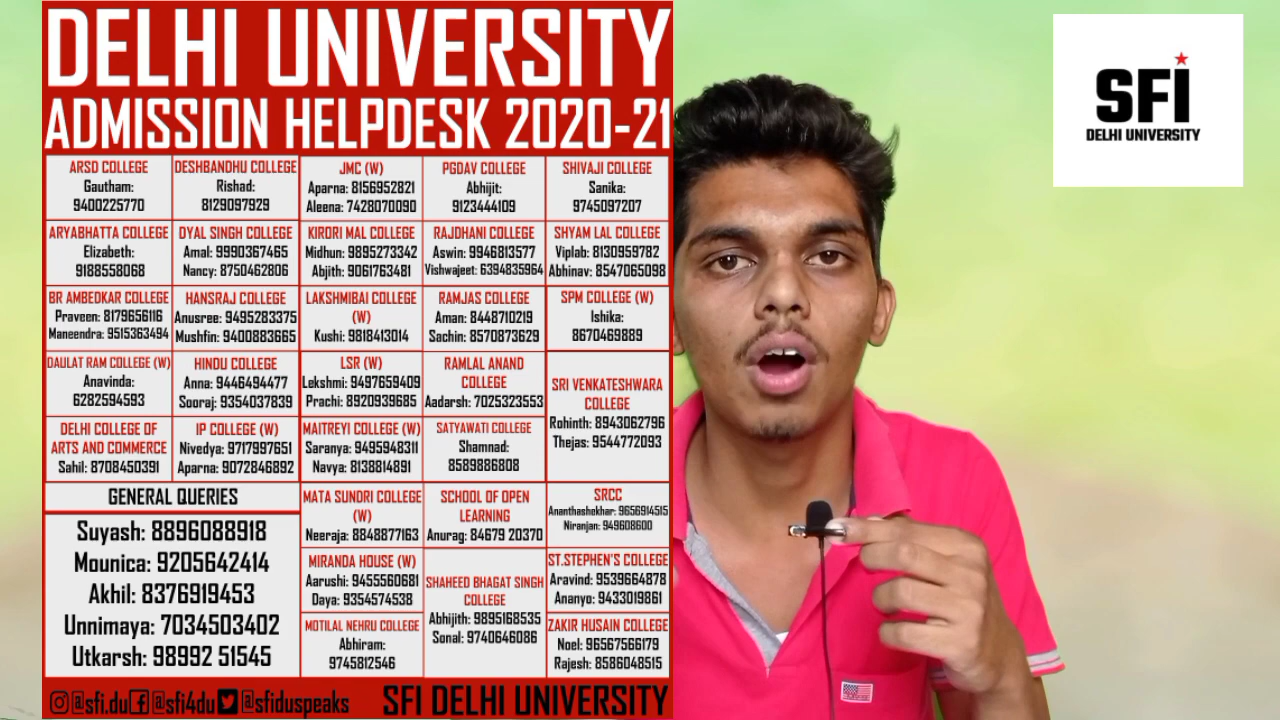 DELHI UNIVERSITY
ADMISSION HELPDESK 2020-21
ARSD COLLEGE
Gautham:
9400225770
DESHBANDHU COLLEGE
Rishad:
8129097929
JMC (W)
Aparna: 8156952821
Aleena: 7428070090
PGDAV COLLEGE
Abhijit:
9123444109
SHIVAJI COLLEGE
Sanika:
9745097207
ARYABHATTA COLLEGE
Elizabeth:
9188558068
DYAL SINGH COLLEGE
Amal: 9990367465
Nancy: 8750462806
KIRORI MAL COLLEGE
Midhun: 9895273342
Abjith: 9061763481
RAJDHANI COLLEGE
Aswin: 9946813577
Vishwajeet: 6394835964
SHYAM LAL COLLEGE
Viplab: 8130959782
Abhinav: 8547065098
BR AMBEDKAR COLLEGE
Praveen: 8179656116
Maneendra: 9515363494
HANSRAJ COLLEGE
Anusree: 9495283375
Mushfin: 9400883665
LAKSHMIBAI COLLEGE
(W)
Kushi: 9818413014
RAMJAS COLLEGE
Aman: 8448710219
Sachin: 8570873629
SPM COLLEGE (W)
Ishika:
8670469889
DAULAT RAM COLLEGE (W)
Anavinda:
6282594593
HINDU COLLEGE
Anna: 9446494477
Sooraj: 9354037839
LSR (W)
Lekshmi: 9497659409
Prachi: 8920939685
RAMLAL ANAND
COLLEGE
Aadarsh: 7025323553
SRI VENKATESHWARA
COLLEGE
Rohinth: 8943062796
Thejas: 9544772093
DELHI COLLEGE OF
ARTS AND COMMERCE
Sahil: 8708450391
IP COLLEGE (W)
Nivedya: 9717997651
Aparna: 9072846892
MAITREYI COLLEGE (W)
Saranya: 9495948311
Navya: 8138814891
SATYAWATI COLLEGE
Shamnad:
8589886808
GENERAL QUERIES
Suyash: 8896088918
Mounica: 9205642414
Akhil: 8376919453
Unnimaya: 7034503402
Utkarsh: 98992 51545
MATA SUNDRI COLLEGE
(W)
Neeraja: 8848877163
SCHOOL OF OPEN
LEARNING
Anurag: 84679 20370
SRCC
Ananthashekhar: 9656914515
Niranjan: 949608600
MIRANDA HOUSE (W)
Aarushi: 9455560681
Daya: 9354574538
SHAHEED BHAGAT SINGH
COLLEGE
Abhijith: 9895168535
Sonal: 9740646086
ST.STEPHEN'S COLLEGE
Aravind: 9539664878
Ananyo: 9433019861
MOTILAL NEHRU COLLEGE
Abhiram:
9745812546
ZAKIR HUSAIN COLLEGE
Noel: 96567566179
Rajesh: 8586048515
@sfi.du @sfi4du @sfiduspeaks SFI DELHI UNIVERSITY
SFI
DELHI UNIVERSITY